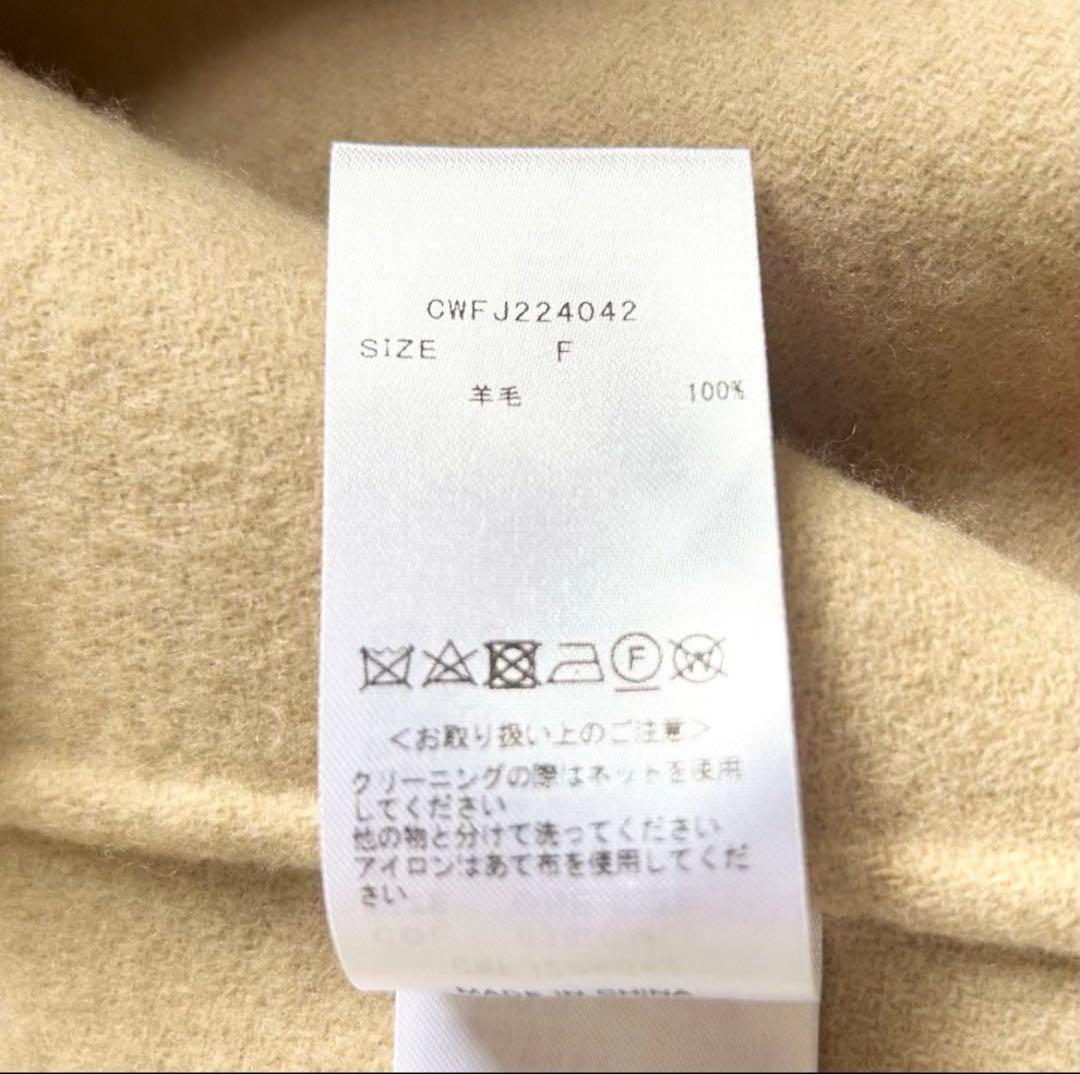 CWFJ224042
SIZE F
羊毛 100%
F W
<お取り扱い上のご注意>
クリーニングの際はネットを使用
してください
他の物と分けて洗ってください
アイロンはあて布を使用してくだ
さい
MADE IN CHINA